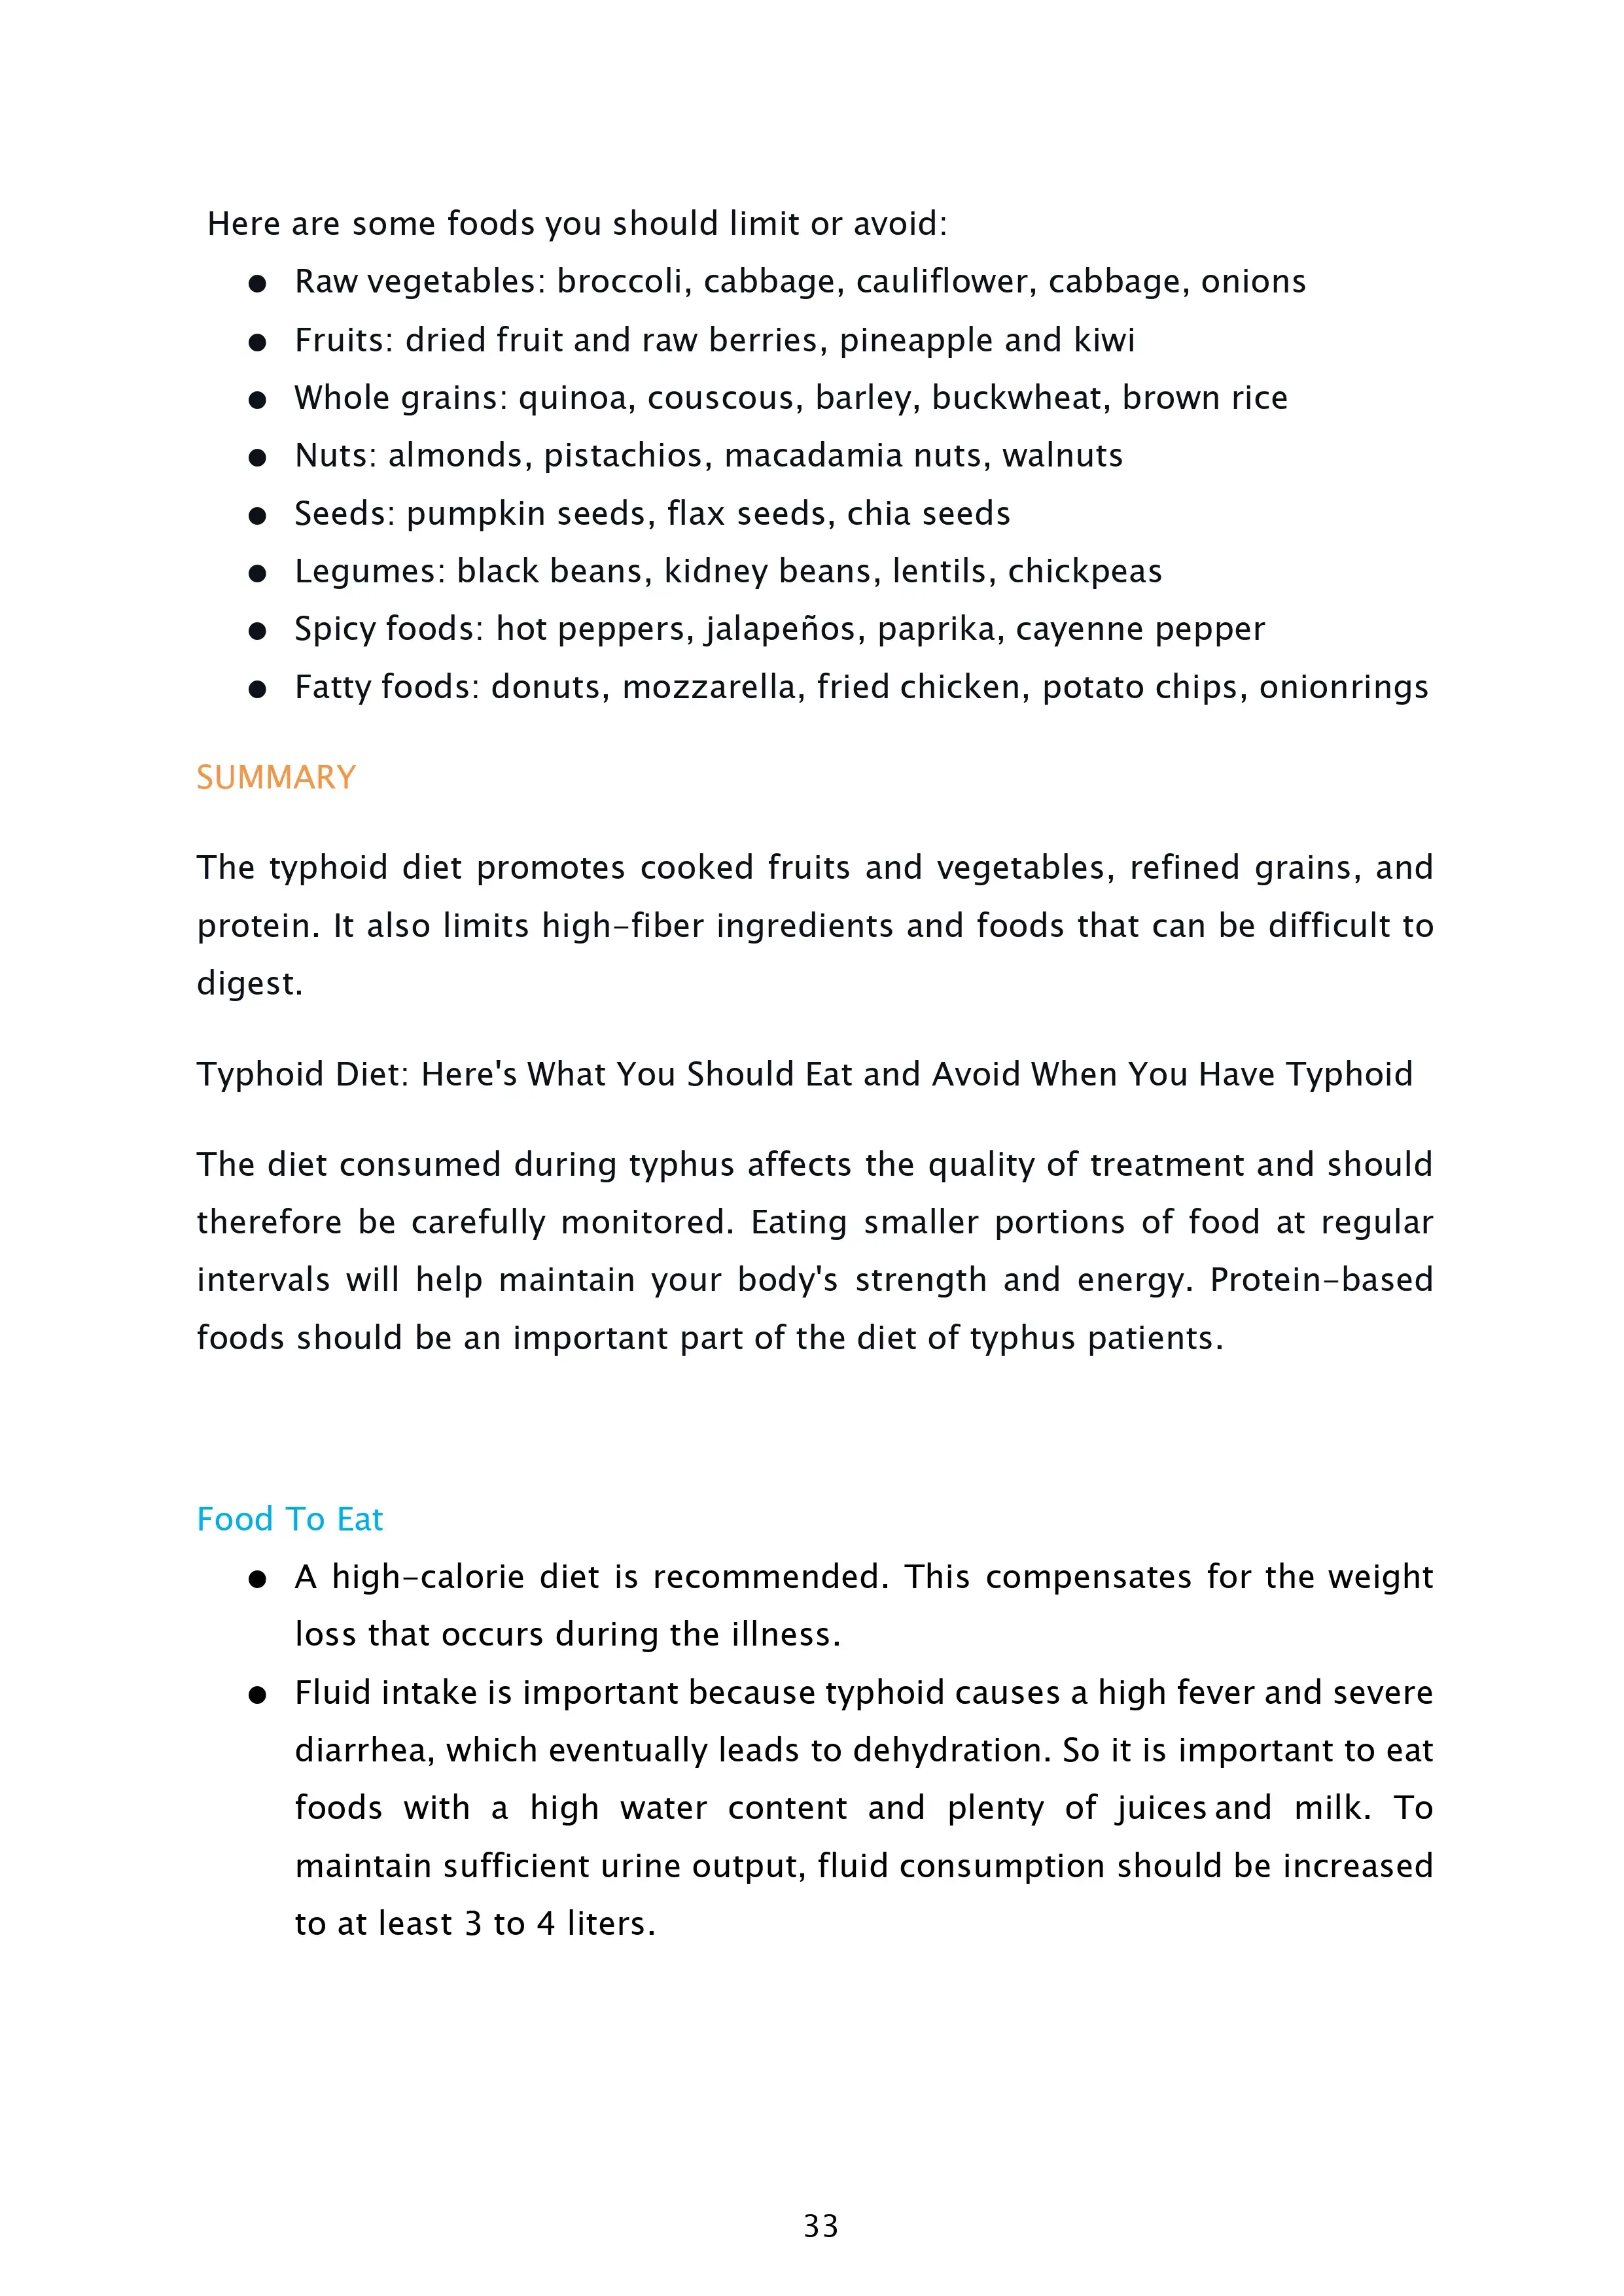 Here are some foods you should limit or avoid:
● Raw vegetables: broccoli, cabbage, cauliflower, cabbage, onions
● Fruits: dried fruit and raw berries, pineapple and kiwi
● Whole grains: quinoa, couscous, barley, buckwheat, brown rice
● Nuts: almonds, pistachios, macadamia nuts, walnuts
● Seeds: pumpkin seeds, flax seeds, chia seeds
● Legumes: black beans, kidney beans, lentils, chickpeas
● Spicy foods: hot peppers, jalapeños, paprika, cayenne pepper
● Fatty foods: donuts, mozzarella, fried chicken, potato chips, onionrings
SUMMARY
The typhoid diet promotes cooked fruits and vegetables, refined grains, and
protein. It also limits high-fiber ingredients and foods that can be difficult to
digest.
Typhoid Diet: Here's What You Should Eat and Avoid When You Have Typhoid
The diet consumed during typhus affects the quality of treatment and should
therefore be carefully monitored. Eating smaller portions of food at regular
intervals will help maintain your body's strength and energy. Protein-based
foods should be an important part of the diet of typhus patients.
Food To Eat
● A high-calorie diet is recommended. This compensates for the weight
loss that occurs during the illness.
● Fluid intake is important because typhoid causes a high fever and severe
diarrhea, which eventually leads to dehydration. So it is important to eat
foods with a high water content and plenty of juices and milk. To
maintain sufficient urine output, fluid consumption should be increased
to at least 3 to 4 liters.
33